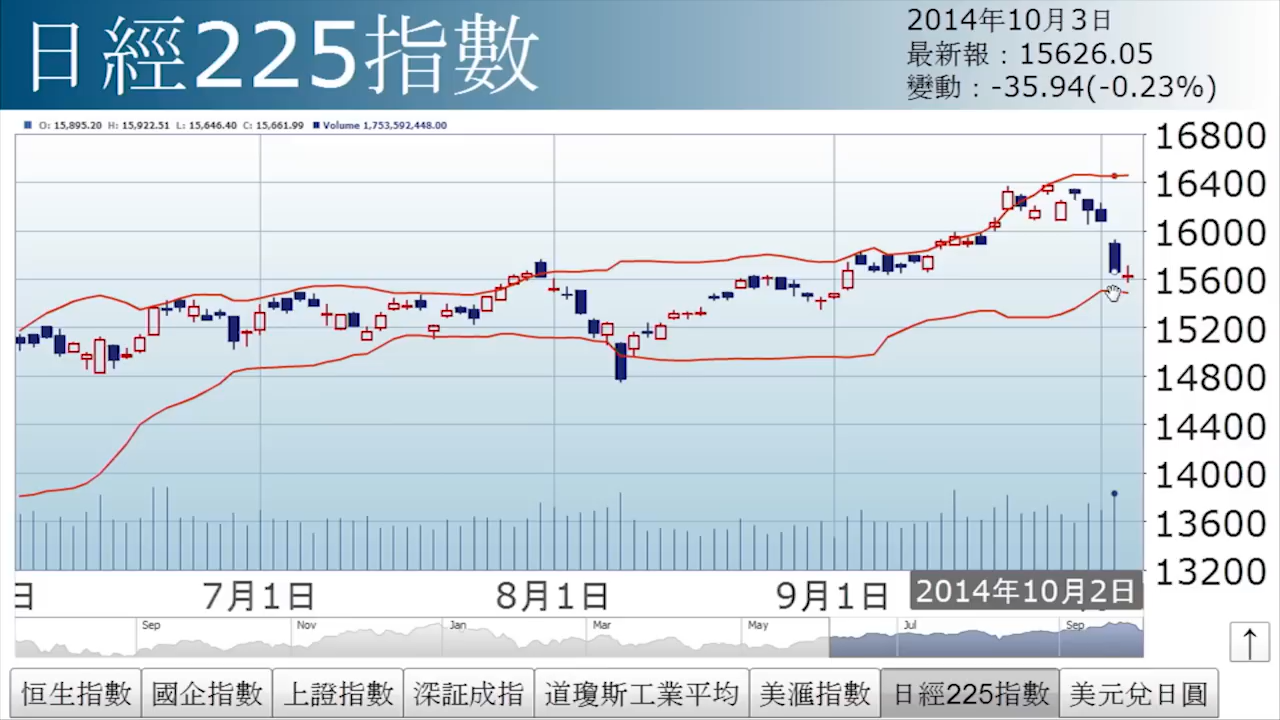 日經225指數
2014年10月3日
最新報：15626.05
變動：-35.94(-0.23%)
O: 15,895.20 H: 15,922.51 L: 15,646.40 C: 15,661.99 Volume 1,753,592,448.00
16800
16400
16000
15600
15200
14800
14400
14000
13600
13200
日 7月1日 8月1日 9月1日 2014年10月2日
Sep Nov Jan Mar May Jul Sep
↑
恒生指數 國企指數 上證指數 深証成指 道瓊斯工業平均 美滙指數 日經225指數 美元兌日圓